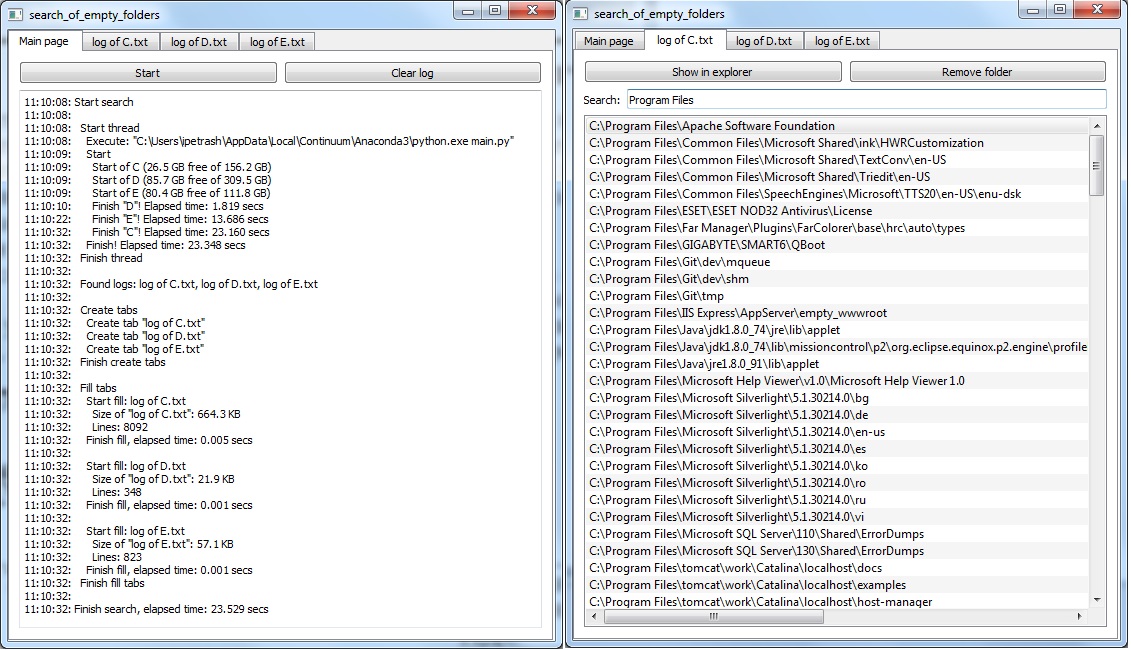 search_of_empty_folders
Main page
log of C.txt
log of D.txt
log of E.txt
Start
Clear log
11:10:08: Start search
11:10:08:
11:10:08: Start thread
11:10:08: Execute: "C:\Users\ipetrash\AppData\Local\Continuum\Anaconda3\python.exe main.py"
11:10:09: Start
11:10:09: Start of C (26.5 GB free of 156.2 GB)
11:10:09: Start of D (85.7 GB free of 309.5 GB)
11:10:09: Start of E (80.4 GB free of 111.8 GB)
11:10:10: Finish "D"! Elapsed time: 1.819 secs
11:10:22: Finish "E"! Elapsed time: 13.686 secs
11:10:32: Finish "C"! Elapsed time: 23.160 secs
11:10:32: Finish! Elapsed time: 23.348 secs
11:10:32: Finish thread
11:10:32:
11:10:32: Found logs: log of C.txt, log of D.txt, log of E.txt
11:10:32:
11:10:32: Create tabs
11:10:32: Create tab "log of C.txt"
11:10:32: Create tab "log of D.txt"
11:10:32: Create tab "log of E.txt"
11:10:32: Finish create tabs
11:10:32:
11:10:32: Fill tabs
11:10:32: Start fill: log of C.txt
11:10:32: Size of "log of C.txt": 664.3 KB
11:10:32: Lines: 8092
11:10:32: Finish fill, elapsed time: 0.005 secs
11:10:32:
11:10:32: Start fill: log of D.txt
11:10:32: Size of "log of D.txt": 21.9 KB
11:10:32: Lines: 348
11:10:32: Finish fill, elapsed time: 0.001 secs
11:10:32:
11:10:32: Start fill: log of E.txt
11:10:32: Size of "log of E.txt": 57.1 KB
11:10:32: Lines: 823
11:10:32: Finish fill, elapsed time: 0.001 secs
11:10:32: Finish fill tabs
11:10:32:
11:10:32: Finish search, elapsed time: 23.529 secs
search_of_empty_folders
Main page
log of C.txt
log of D.txt
log of E.txt
Show in explorer
Remove folder
Search: Program Files
C:\Program Files\Apache Software Foundation
C:\Program Files\Common Files\Microsoft Shared\ink\HWRCustomization
C:\Program Files\Common Files\Microsoft Shared\TextConv\en-US
C:\Program Files\Common Files\Microsoft Shared\Triedit\en-US
C:\Program Files\Common Files\SpeechEngines\Microsoft\TTS20\en-US\enu-dsk
C:\Program Files\ESET\ESET NOD32 Antivirus\License
C:\Program Files\Far Manager\Plugins\FarColorer\base\hrc\auto\types
C:\Program Files\GIGABYTE\SMART6\QBoot
C:\Program Files\Git\dev\mqueue
C:\Program Files\Git\dev\shm
C:\Program Files\Git\tmp
C:\Program Files\IIS Express\AppServer\empty_wwwroot
C:\Program Files\Java\jdk1.8.0_74\jre\lib\applet
C:\Program Files\Java\jdk1.8.0_74\lib\missioncontrol\p2\org.eclipse.equinox.p2.engine\profile
C:\Program Files\Java\jre1.8.0_91\lib\applet
C:\Program Files\Microsoft Help Viewer\v1.0\Microsoft Help Viewer 1.0
C:\Program Files\Microsoft Silverlight\5.1.30214.0\bg
C:\Program Files\Microsoft Silverlight\5.1.30214.0\de
C:\Program Files\Microsoft Silverlight\5.1.30214.0\en-us
C:\Program Files\Microsoft Silverlight\5.1.30214.0\es
C:\Program Files\Microsoft Silverlight\5.1.30214.0\ko
C:\Program Files\Microsoft Silverlight\5.1.30214.0\ro
C:\Program Files\Microsoft Silverlight\5.1.30214.0\ru
C:\Program Files\Microsoft Silverlight\5.1.30214.0\vi
C:\Program Files\Microsoft SQL Server\110\Shared\ErrorDumps
C:\Program Files\Microsoft SQL Server\130\Shared\ErrorDumps
C:\Program Files\tomcat\work\Catalina\localhost\docs
C:\Program Files\tomcat\work\Catalina\localhost\examples
C:\Program Files\tomcat\work\Catalina\localhost\host-manager